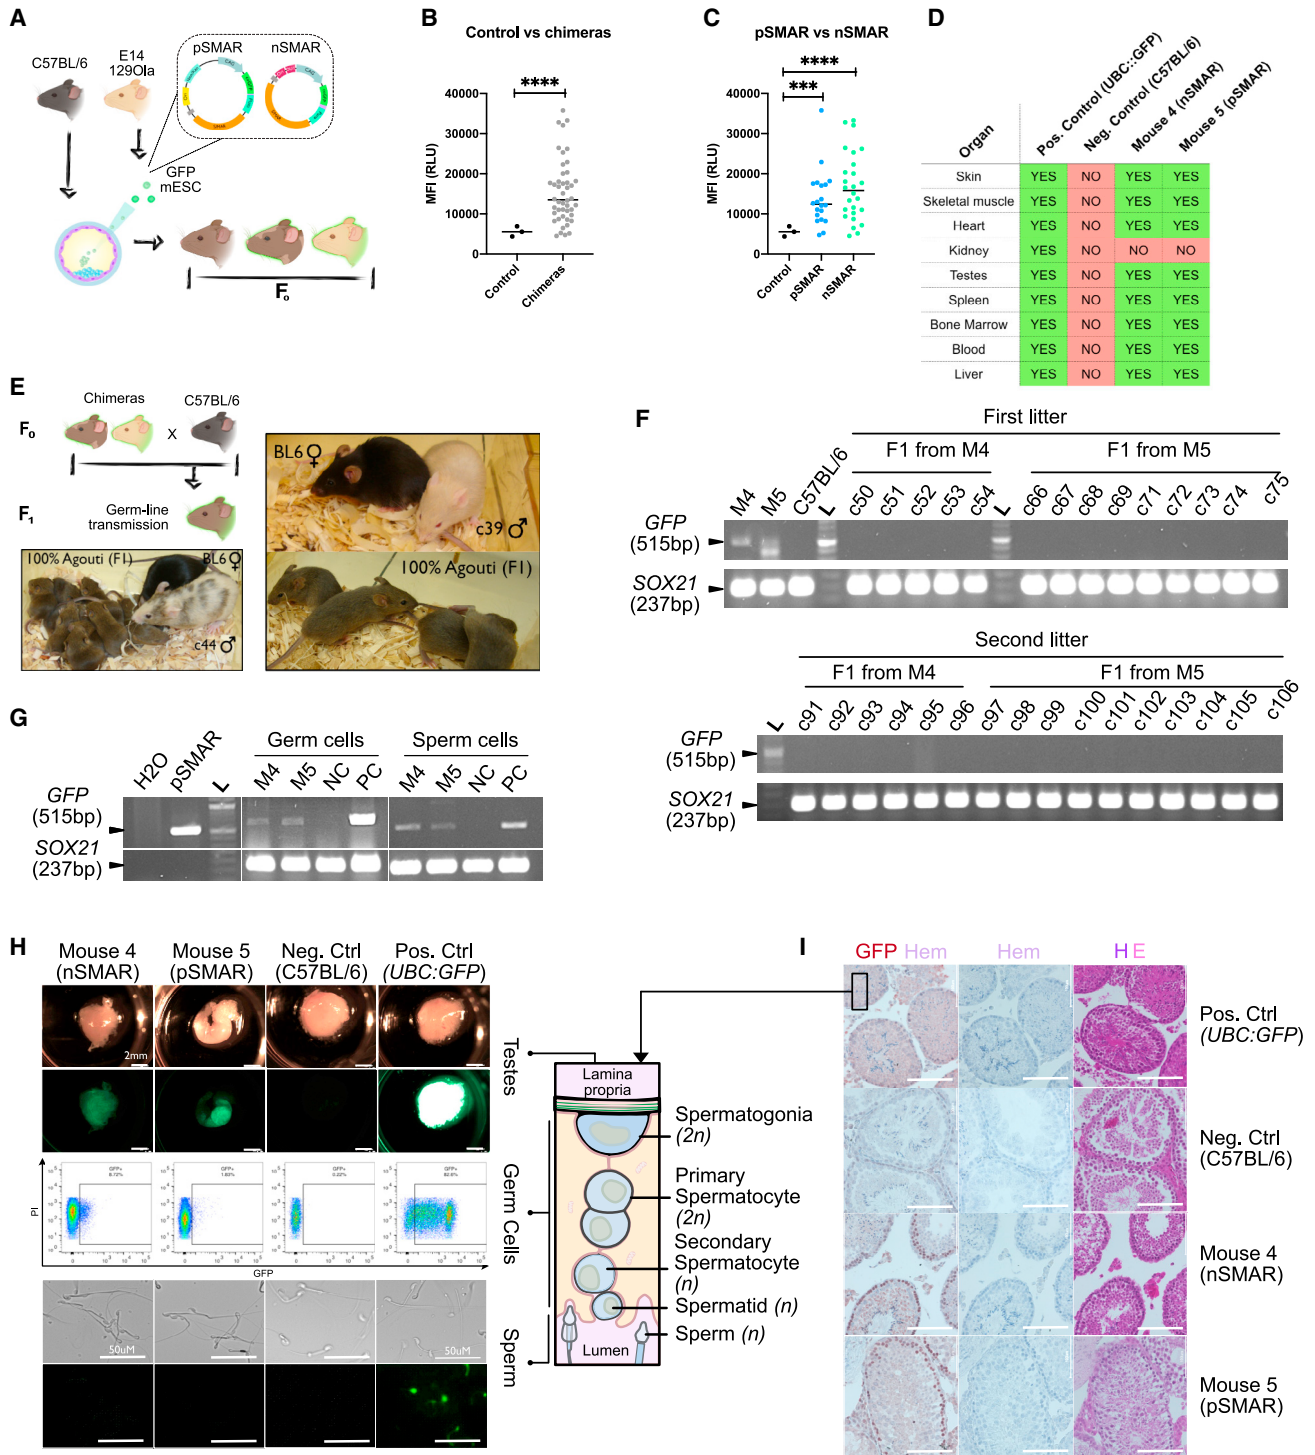 A
C57BL/6
E14
129Ola
pSMAR
nSMAR
CAG
CAG
GFP
mESC
F₀
B
Control vs chimeras
****
MFI (RLU)
40000
30000
20000
10000
0
Control
Chimeras
C
pSMAR vs nSMAR
****
***
MFI (RLU)
40000
30000
20000
10000
0
Control
pSMAR
nSMAR
D
Organ
Pos. Control (UBC::GFP)
Neg. Control (C57BL/6)
Mouse 4 (nSMAR)
Mouse 5 (pSMAR)
Skin YES NO YES YES
Skeletal muscle YES NO YES YES
Heart YES NO YES YES
Kidney YES NO NO NO
Testes YES NO YES YES
Spleen YES NO YES YES
Bone Marrow YES NO YES YES
Blood YES NO YES YES
Liver YES NO YES YES
E
Chimeras
C57BL/6
F₀
X
F₁
Germ-line
transmission
100% Agouti (F1)
BL6♀
c44♂
BL6♀
c39♂
100% Agouti (F1)
F
First litter
F1 from M4
F1 from M5
M4 M5 C57BL/6 L c50 c51 c52 c53 c54 L c66 c67 c68 c69 c71 c72 c73 c74 c75
GFP
(515bp)
SOX21
(237bp)
Second litter
F1 from M4
F1 from M5
L c91 c92 c93 c94 c95 c96 c97 c98 c99 c100 c101 c102 c103 c104 c105 c106
GFP
(515bp)
SOX21
(237bp)
G
Germ cells
Sperm cells
H2O pSMAR L M4 M5 NC PC M4 M5 NC PC
GFP
(515bp)
SOX21
(237bp)
H
Mouse 4
(nSMAR)
Mouse 5
(pSMAR)
Neg. Ctrl
(C57BL/6)
Pos. Ctrl
(UBC:GFP)
2mm
PI
GFP
50uM
50uM
Testes
Germ Cells
Sperm
Lamina
propria
Spermatogonia
(2n)
Primary
Spermatocyte
(2n)
Secondary
Spermatocyte
(n)
Spermatid (n)
Sperm (n)
Lumen
I
GFP Hem
Hem
H E
Pos. Ctrl
(UBC:GFP)
Neg. Ctrl
(C57BL/6)
Mouse 4
(nSMAR)
Mouse 5
(pSMAR)